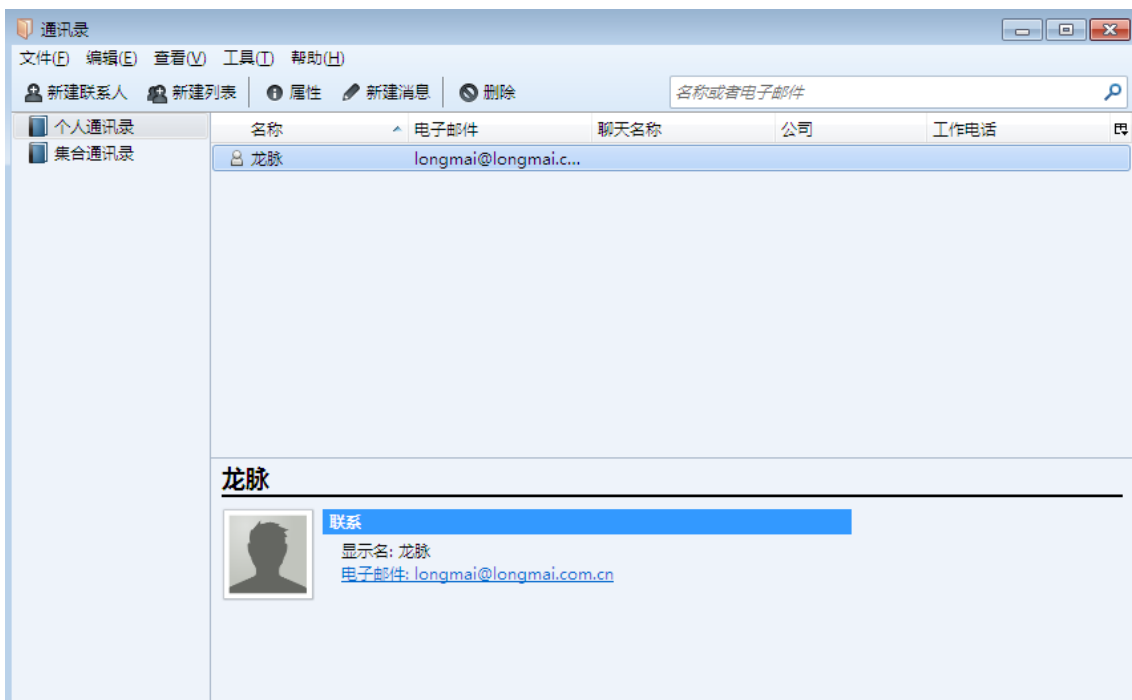 通讯录
文件(F) 编辑(E) 查看(V) 工具(T) 帮助(H)
新建联系人 新建列表 属性 新建消息 删除 名称或者电子邮件
个人通讯录
集合通讯录
名称 电子邮件 聊天名称 公司 工作电话
龙脉 longmai@longmai.c...
龙脉
联系
显示名: 龙脉
电子邮件: longmai@longmai.com.cn